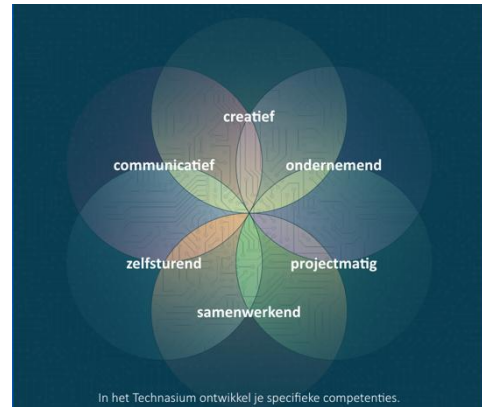 creatief
communicatief
ondernemend
zelfsturend
projectmatig
samenwerkend
In het Technasium ontwikkel je specifieke competenties.